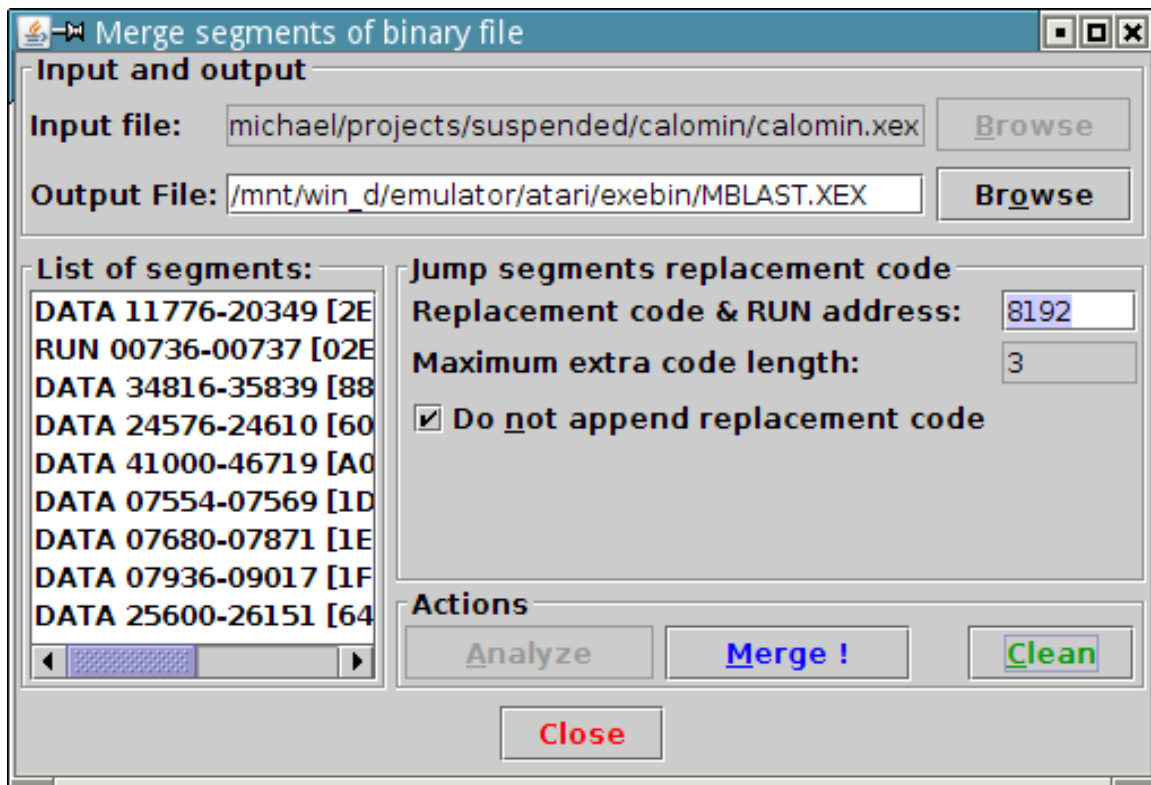 Merge segments of binary file
Input and output
Input file: michael/projects/suspended/calomin/calomin.xex Browse
Output File: /mnt/win_d/emulator/atari/exebin/MBLAST.XEX Browse
List of segments:
DATA 11776-20349 [2E
RUN 00736-00737 [02E
DATA 34816-35839 [88
DATA 24576-24610 [60
DATA 41000-46719 [A0
DATA 07554-07569 [1D
DATA 07680-07871 [1E
DATA 07936-09017 [1F
DATA 25600-26151 [64
Jump segments replacement code
Replacement code & RUN address: 8192
Maximum extra code length: 3
Do not append replacement code
Actions
Analyze Merge ! Clean
Close